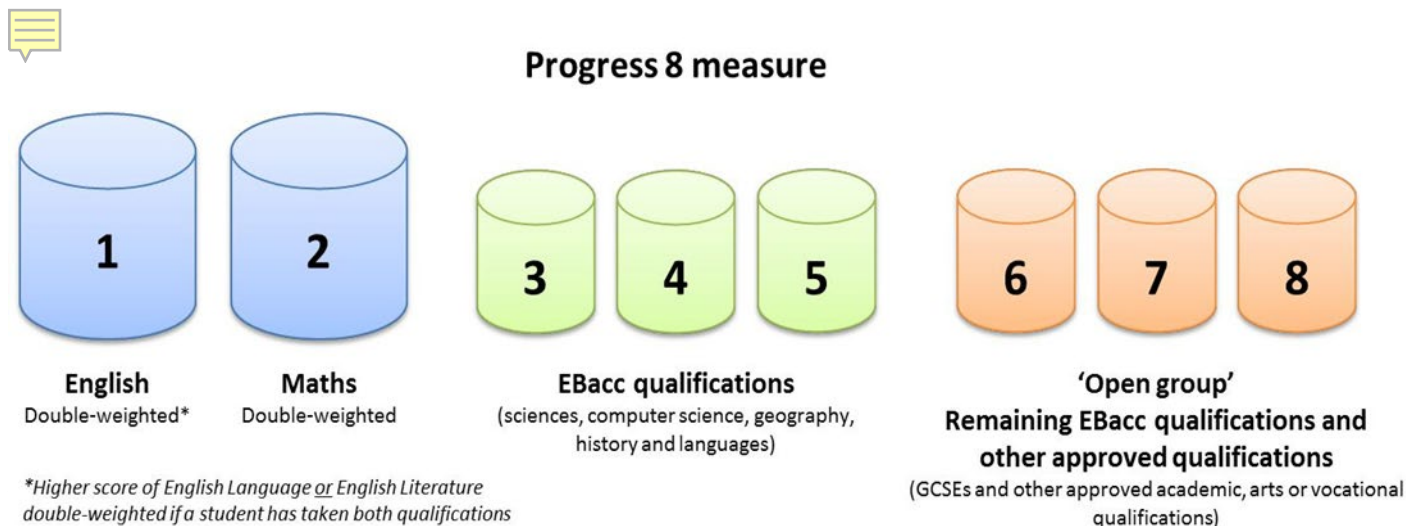 Progress 8 measure
1
2
3
4
5
6
7
8
English
Double-weighted*
Maths
Double-weighted
EBacc qualifications
(sciences, computer science, geography,
history and languages)
‘Open group’
Remaining EBacc qualifications and
other approved qualifications
(GCSEs and other approved academic, arts or vocational
qualifications)
*Higher score of English Language or English Literature
double-weighted if a student has taken both qualifications